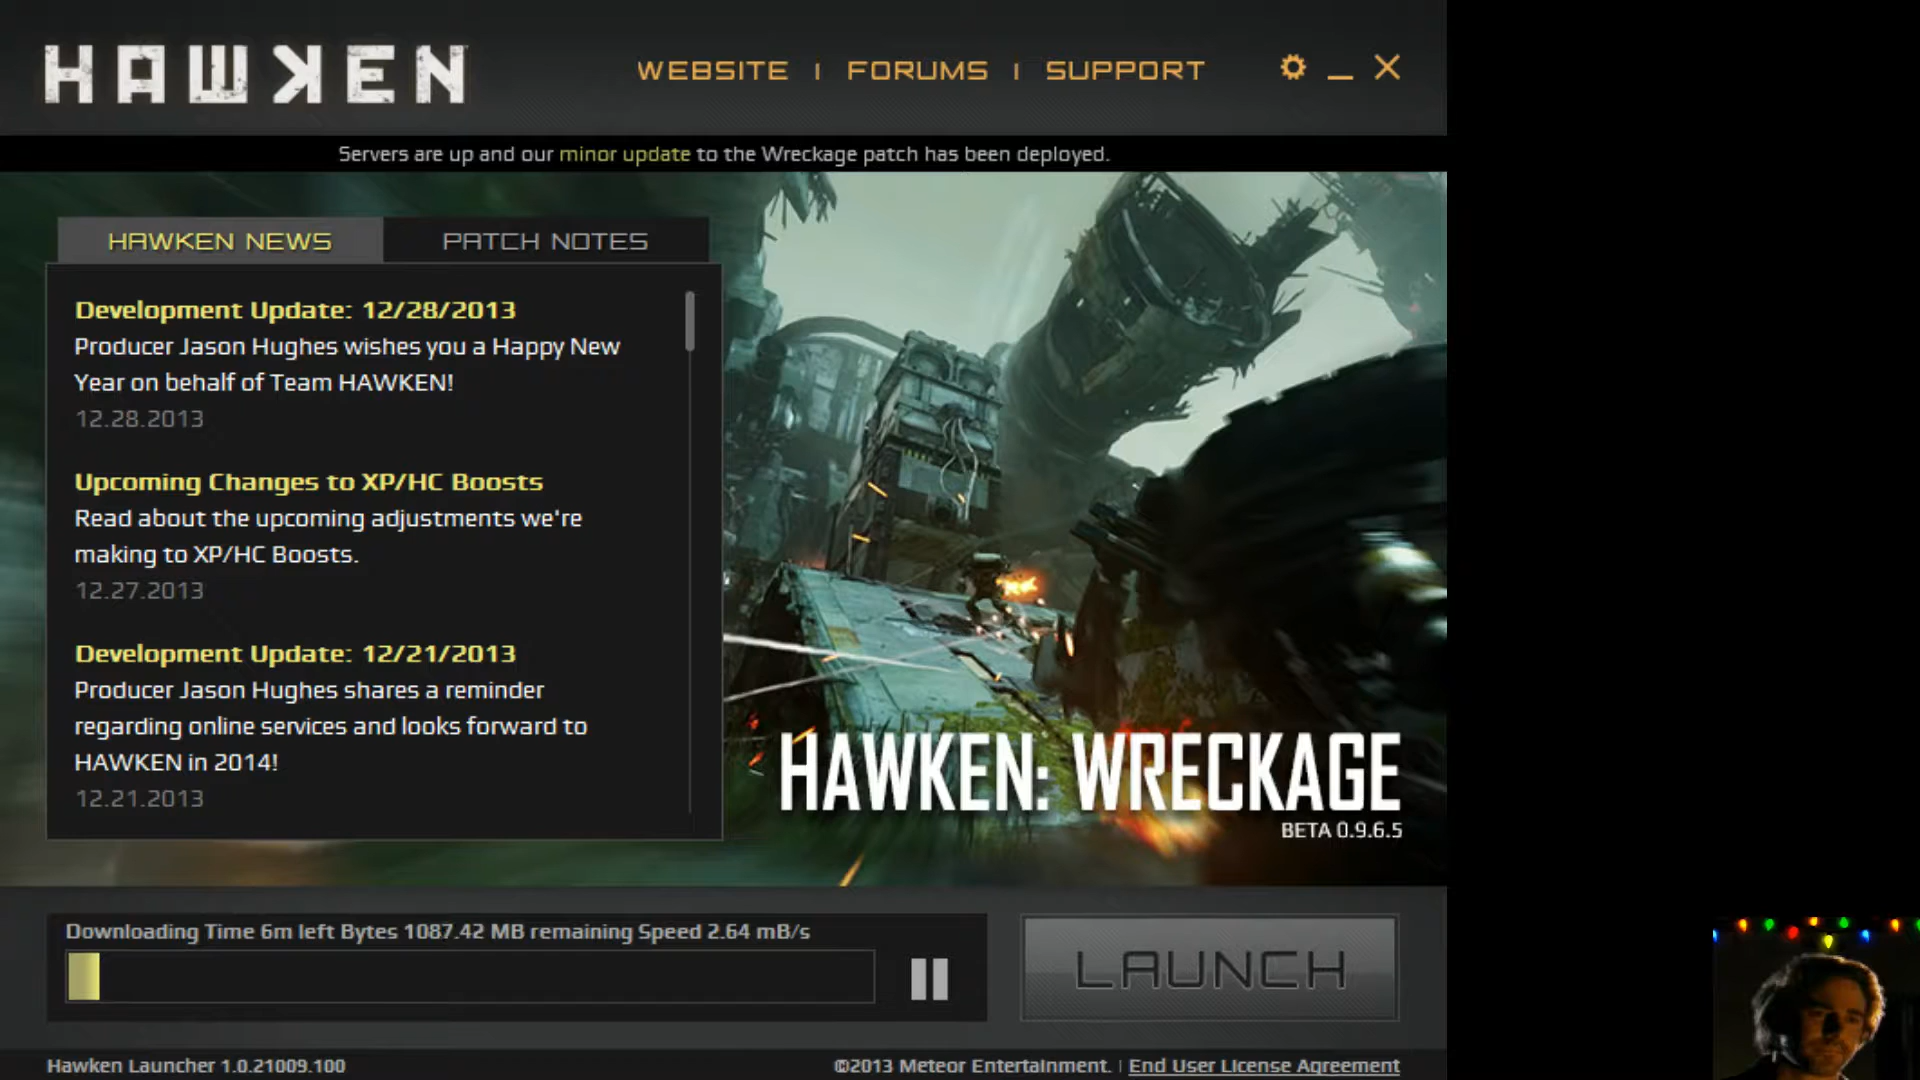 HAWKEN
WEBSITE | FORUMS | SUPPORT
Servers are up and our minor update to the Wreckage patch has been deployed.
HAWKEN NEWS
PATCH NOTES
Development Update: 12/28/2013
Producer Jason Hughes wishes you a Happy New
Year on behalf of Team HAWKEN!
12.28.2013
Upcoming Changes to XP/HC Boosts
Read about the upcoming adjustments we're
making to XP/HC Boosts.
12.27.2013
Development Update: 12/21/2013
Producer Jason Hughes shares a reminder
regarding online services and looks forward to
HAWKEN in 2014!
12.21.2013
HAWKEN: WRECKAGE
BETA 0.9.6.5
Downloading Time 6m left Bytes 1087.42 MB remaining Speed 2.64 mB/s
LAUNCH
Hawken Launcher 1.0.21009.100
©2013 Meteor Entertainment. | End User License Agreement